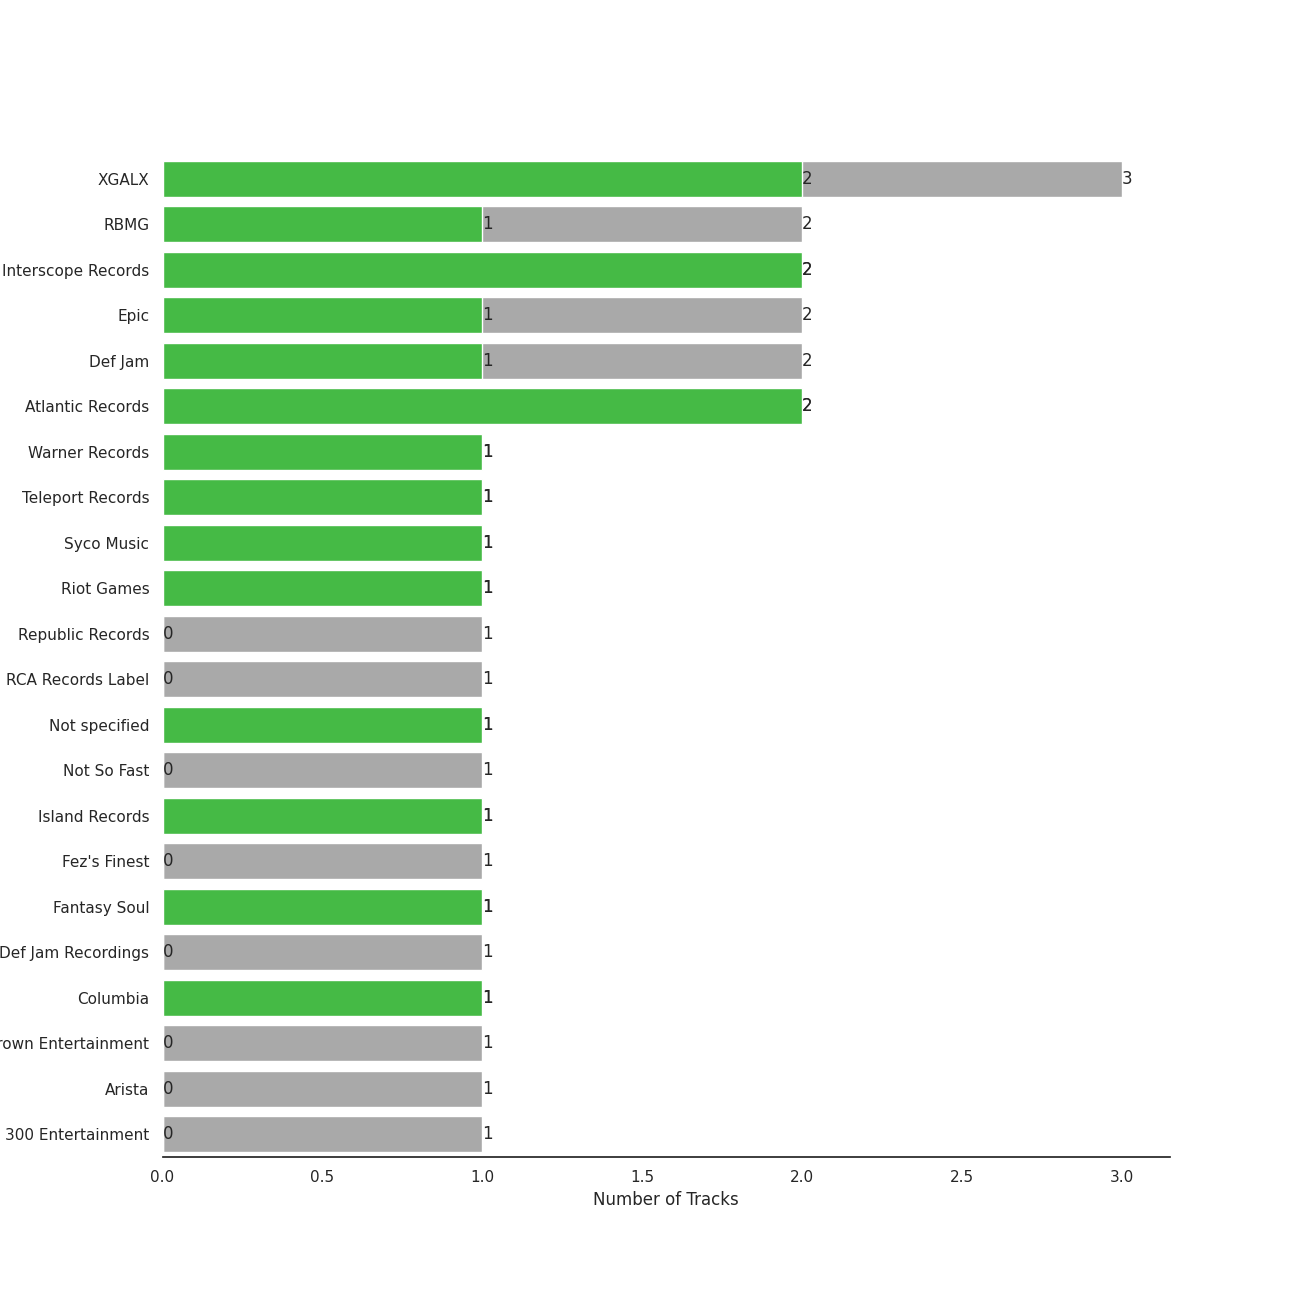 XGALX 2 3
RBMG 1 2
Interscope Records 2
Epic 1 2
Def Jam 1 2
Atlantic Records 2
Warner Records 1
Teleport Records 1
Syco Music 1
Riot Games 1
Republic Records 0 1
RCA Records Label 0 1
Not specified 1
Not So Fast 0 1
Island Records 1
Fez's Finest 0 1
Fantasy Soul 1
Def Jam Recordings 0 1
Columbia 1
Entertainment 0 1
Arista 0 1
300 Entertainment 0 1
0.0 0.5 1.0 1.5 2.0 2.5 3.0
Number of Tracks